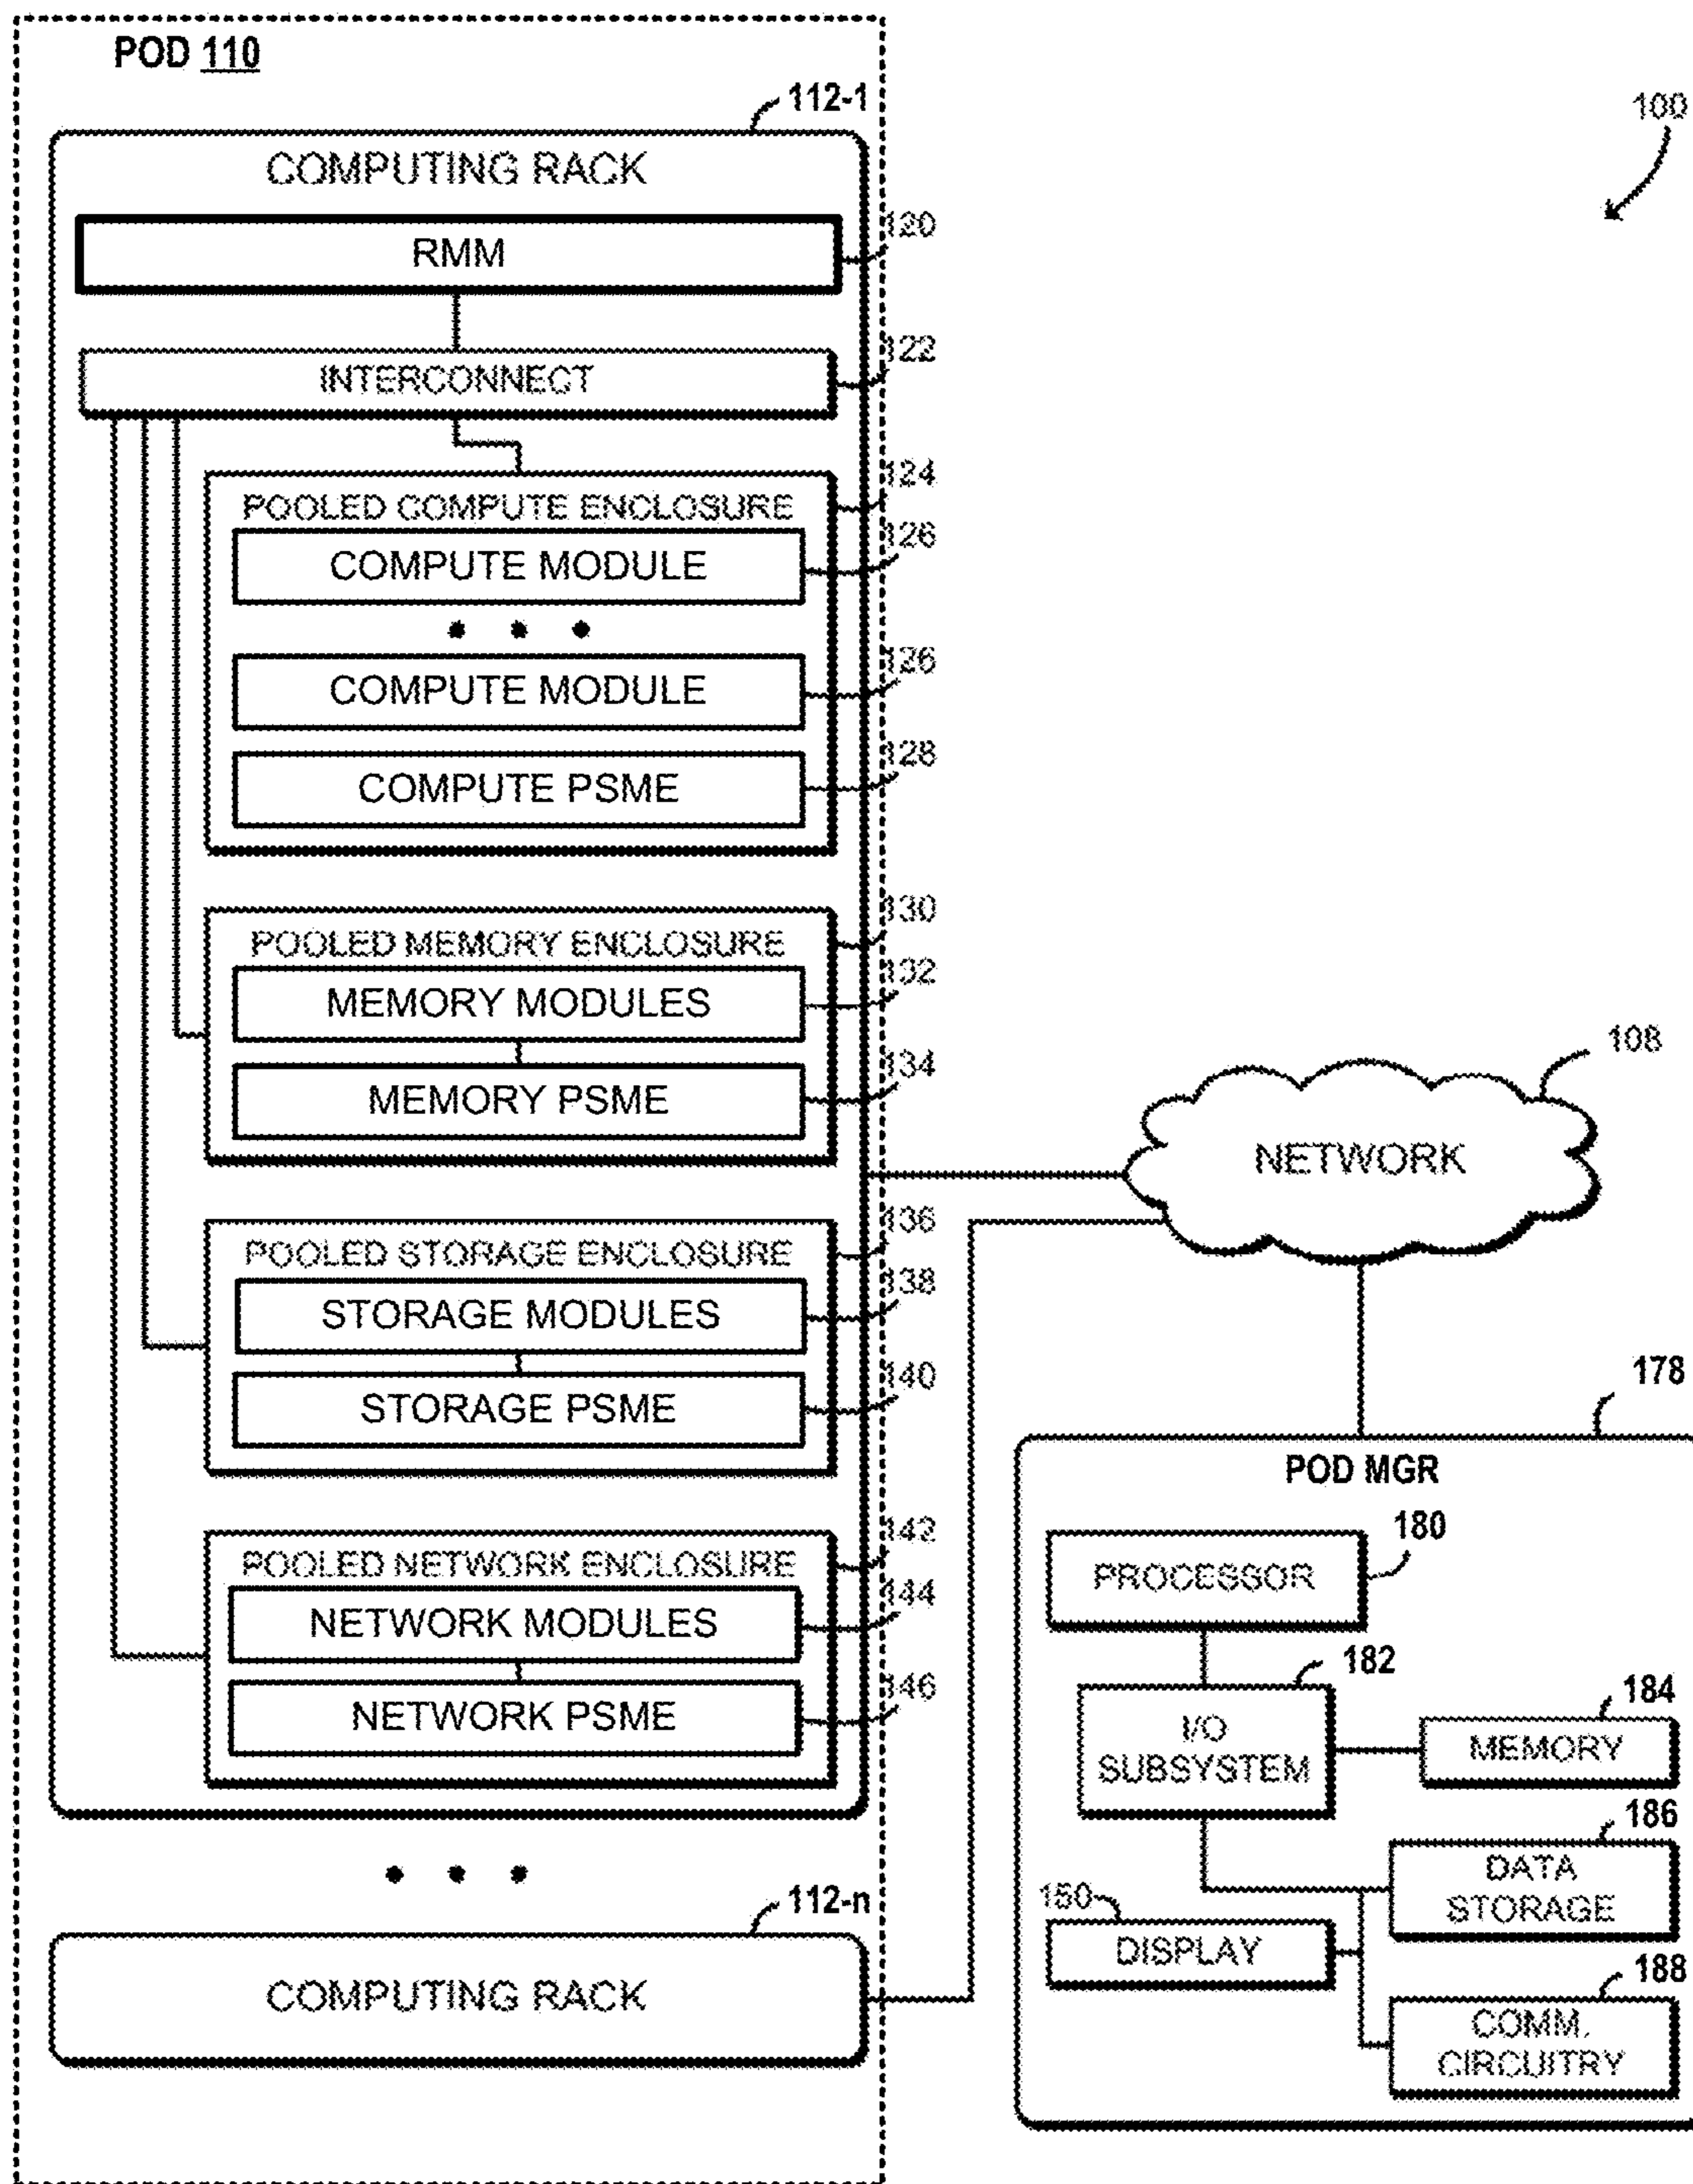 POD 110
112-1
100
COMPUTING RACK
120
RMM
122
INTERCONNECT
124
POOLED COMPUTE ENCLOSURE
126
COMPUTE MODULE
126
COMPUTE MODULE
128
COMPUTE PSME
130
POOLED MEMORY ENCLOSURE
132
MEMORY MODULES
134
MEMORY PSME
108
NETWORK
136
POOLED STORAGE ENCLOSURE
138
STORAGE MODULES
140
STORAGE PSME
142
POOLED NETWORK ENCLOSURE
144
NETWORK MODULES
146
NETWORK PSME
112-n
COMPUTING RACK
178
POD MGR
180
PROCESSOR
182
I/O
SUBSYSTEM
184
MEMORY
186
DATA
STORAGE
150
DISPLAY
188
COMM.
CIRCUITRY